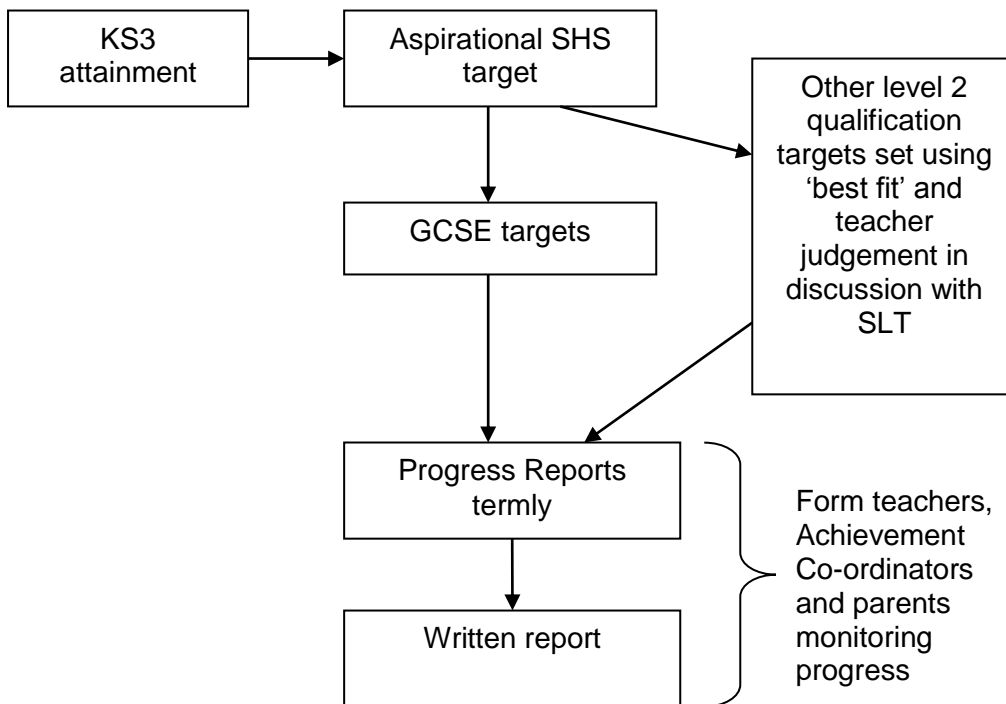 KS3
attainment
Aspirational SHS
target
Other level 2
qualification
targets set using
‘best fit’ and
teacher
judgement in
discussion with
SLT
GCSE targets
Progress Reports
termly
Written report
Form teachers,
Achievement
Co-ordinators
and parents
monitoring
progress